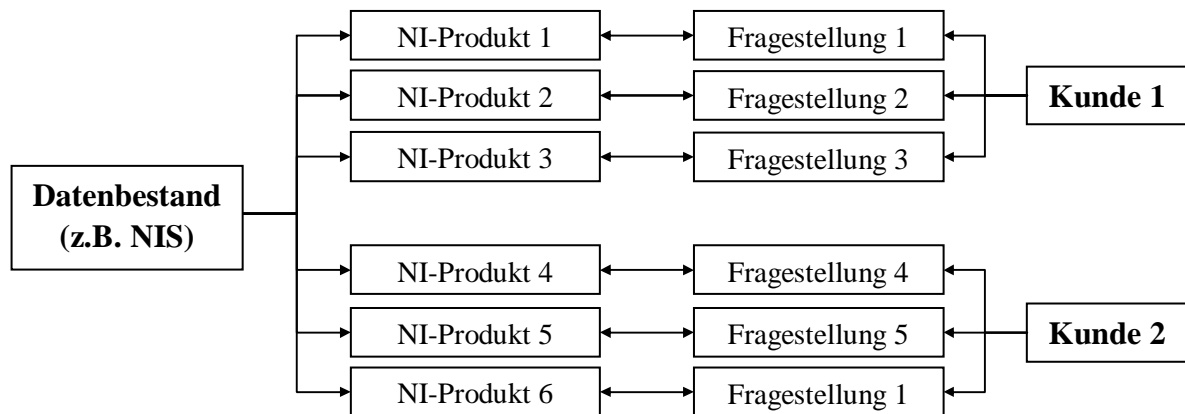 NI-Produkt 1
Fragestellung 1
NI-Produkt 2
Fragestellung 2
Kunde 1
NI-Produkt 3
Fragestellung 3
Datenbestand
(z.B. NIS)
NI-Produkt 4
Fragestellung 4
NI-Produkt 5
Fragestellung 5
Kunde 2
NI-Produkt 6
Fragestellung 1